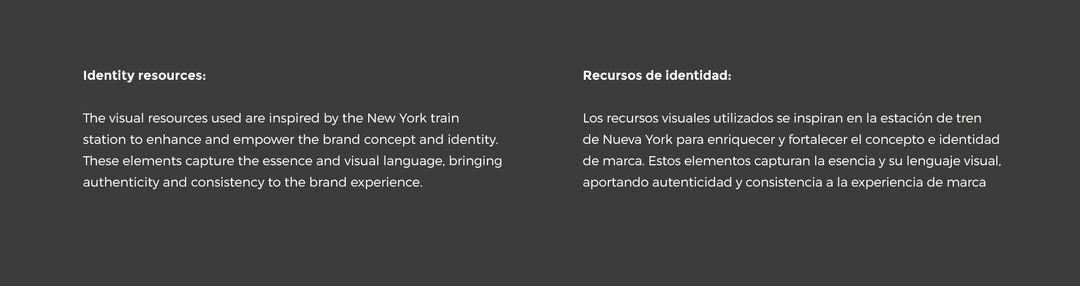 Identity resources:
The visual resources used are inspired by the New York train
station to enhance and empower the brand concept and identity.
These elements capture the essence and visual language, bringing
authenticity and consistency to the brand experience.
Recursos de identidad:
Los recursos visuales utilizados se inspiran en la estación de tren
de Nueva York para enriquecer y fortalecer el concepto e identidad
de marca. Estos elementos capturan la esencia y su lenguaje visual,
aportando autenticidad y consistencia a la experiencia de marca